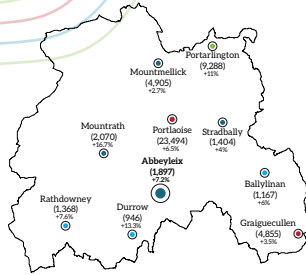 Portarlington
(9,288)
+11%
Mountmellick
(4,905)
+2.7%
Mountrath
(2,070)
+16.7%
Portlaoise
(23,494)
+6.5%
Stradbally
(1,404)
+4%
Abbeyleix
(1,897)
+7.2%
Ballylinan
(1,167)
+6%
Rathdowney
(1,368)
+7.6%
Durrow
(946)
+13.3%
Graiguecullen
(4,855)
+3.5%